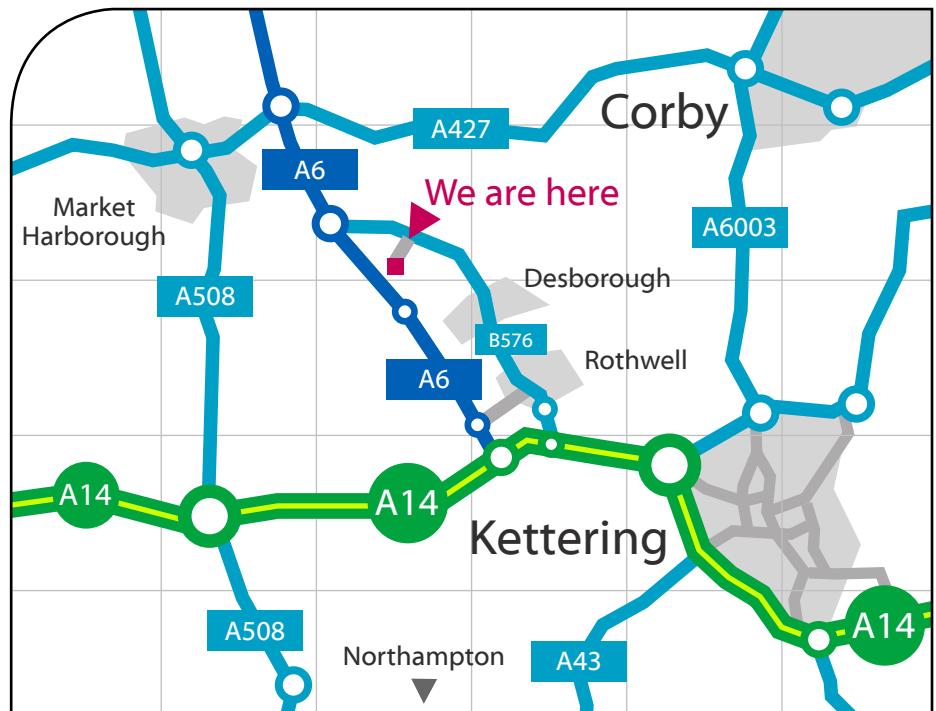 Corby
A427
A6
We are here
Market
Harborough
A6003
Desborough
A508
B576
Rothwell
A6
A14
A14
Kettering
A14
A508
Northampton
A43